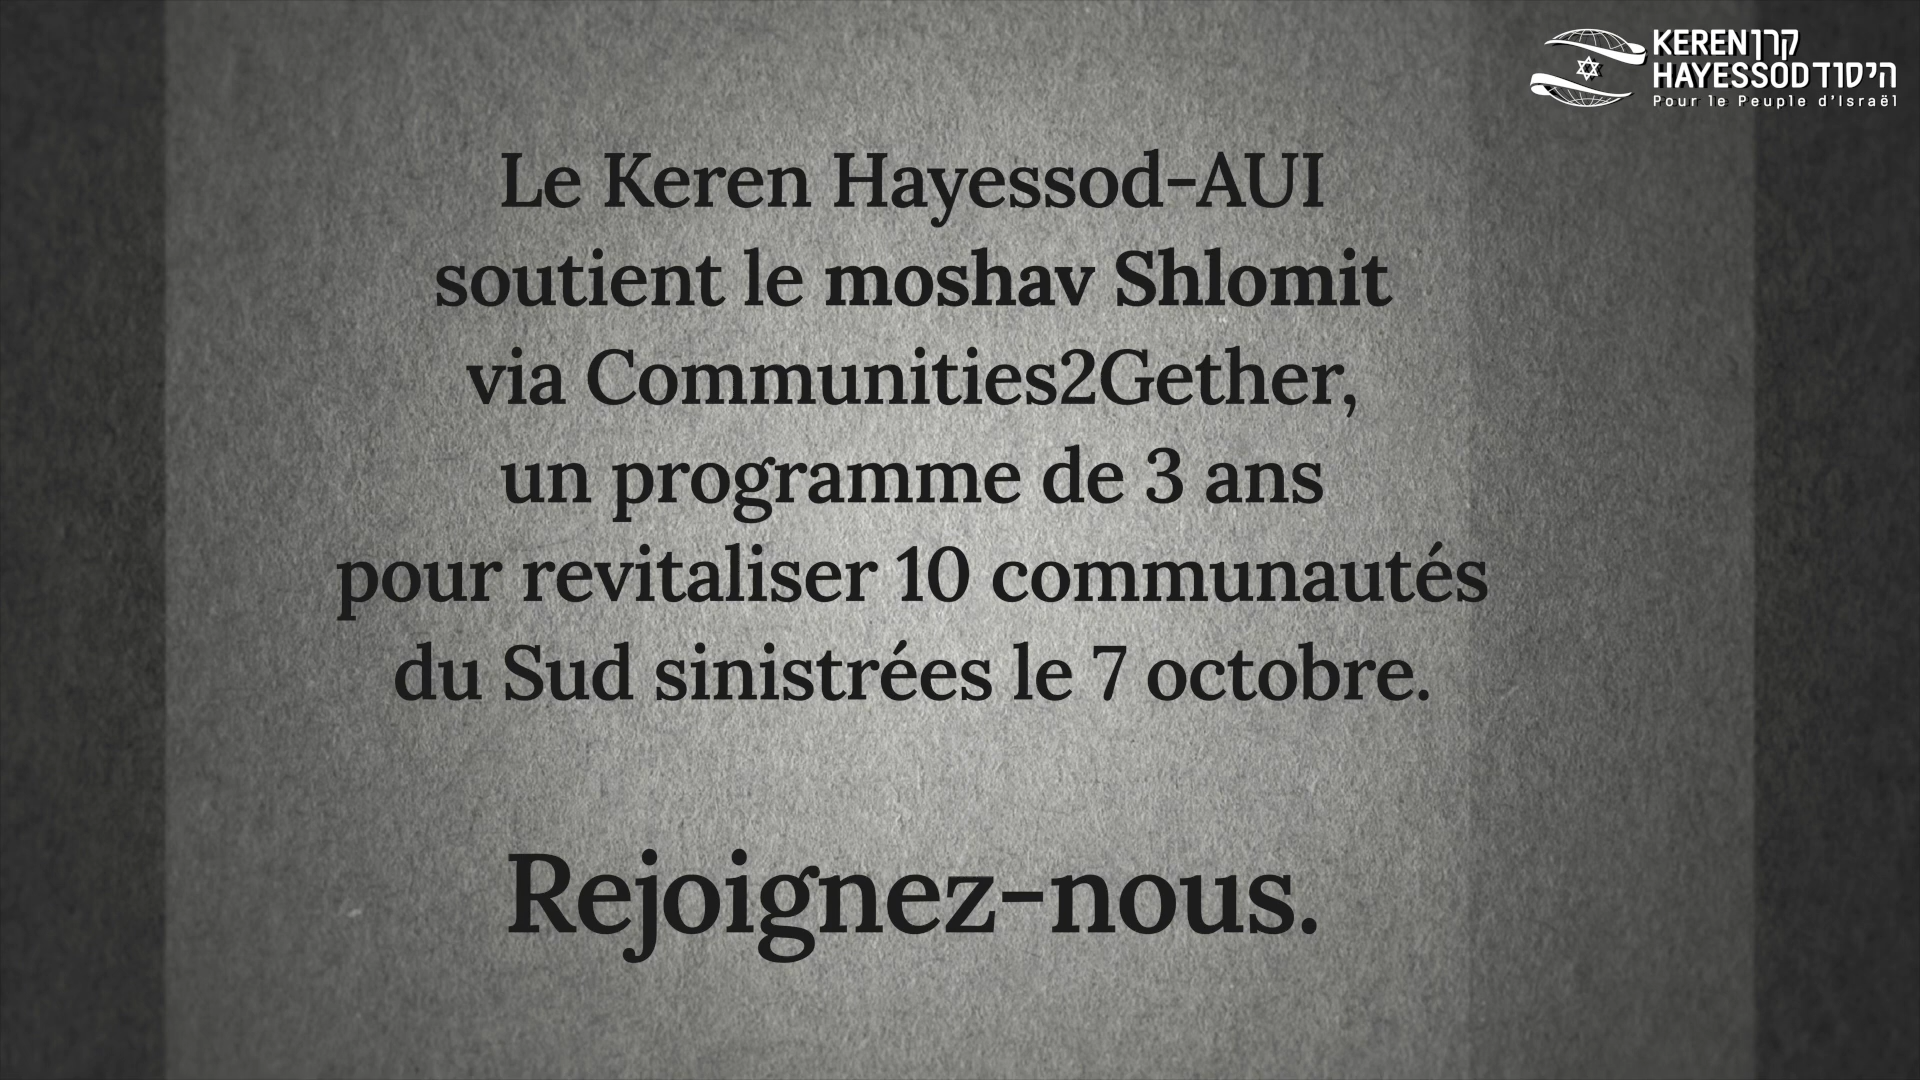 KEREN קרן
HAYESSOD היסוד
Pour le Peuple d'Israël
Le Keren Hayessod-AUI
soutient le moshav Shlomit
via Communities2Gether,
un programme de 3 ans
pour revitaliser 10 communautés
du Sud sinistrées le 7 octobre.
Rejoignez-nous.